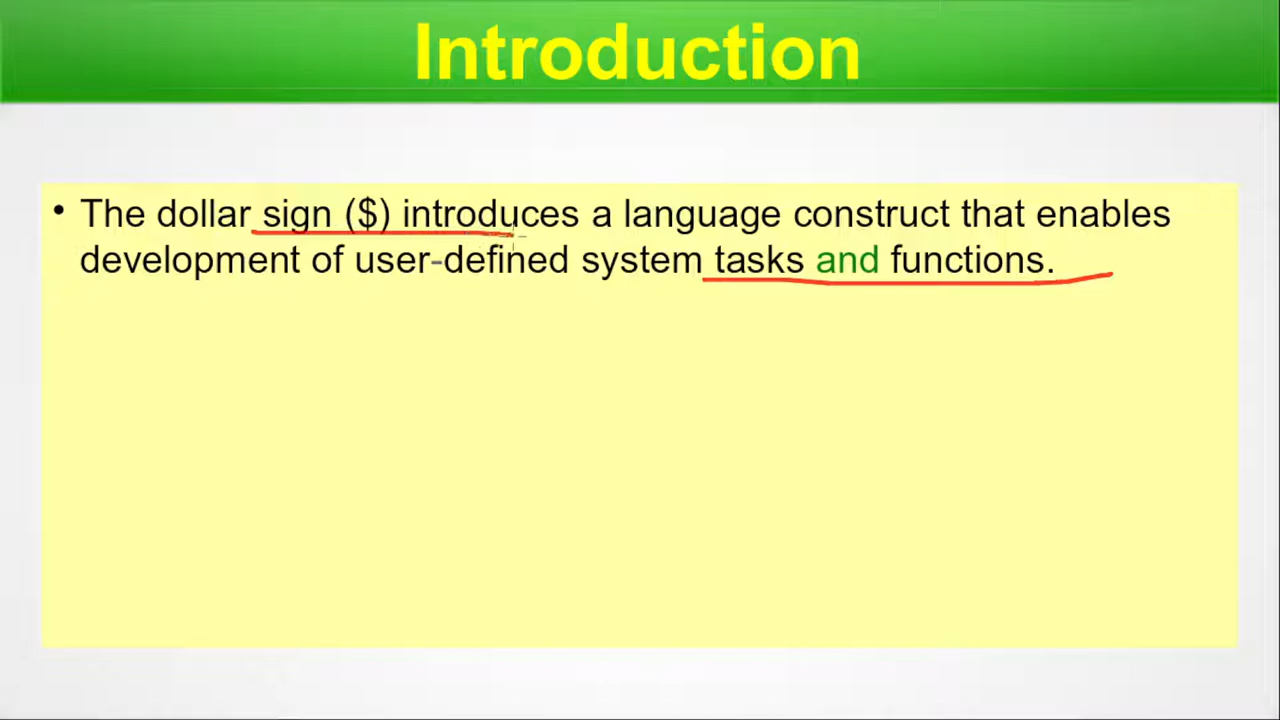 Introduction
• The dollar sign ($) introduces a language construct that enables
development of user-defined system tasks and functions.